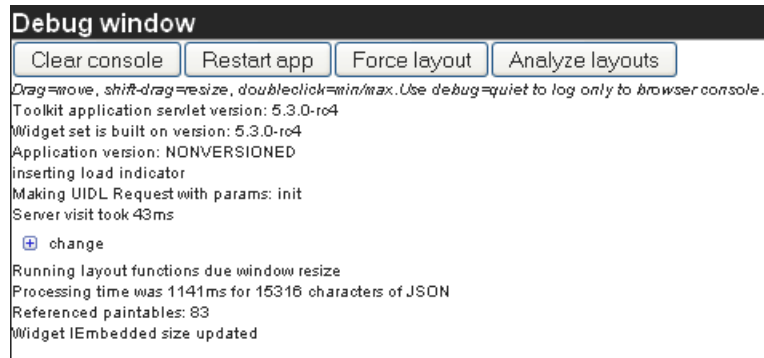 Debug window
Clear console Restart app Force layout Analyze layouts
Drag=move, shift-drag=resize, doubleclick=min/max.Use debug=quiet to log only to browser console.
Toolkit application servlet version: 5.3.0-rc4
Widget set is built on version: 5.3.0-rc4
Application version: NONVERSIONED
inserting load indicator
Making UIDL Request with params: init
Server visit took 43ms
change
Running layout functions due window resize
Processing time was 1141ms for 15316 characters of JSON
Referenced paintables: 83
Widget IEmbedded size updated